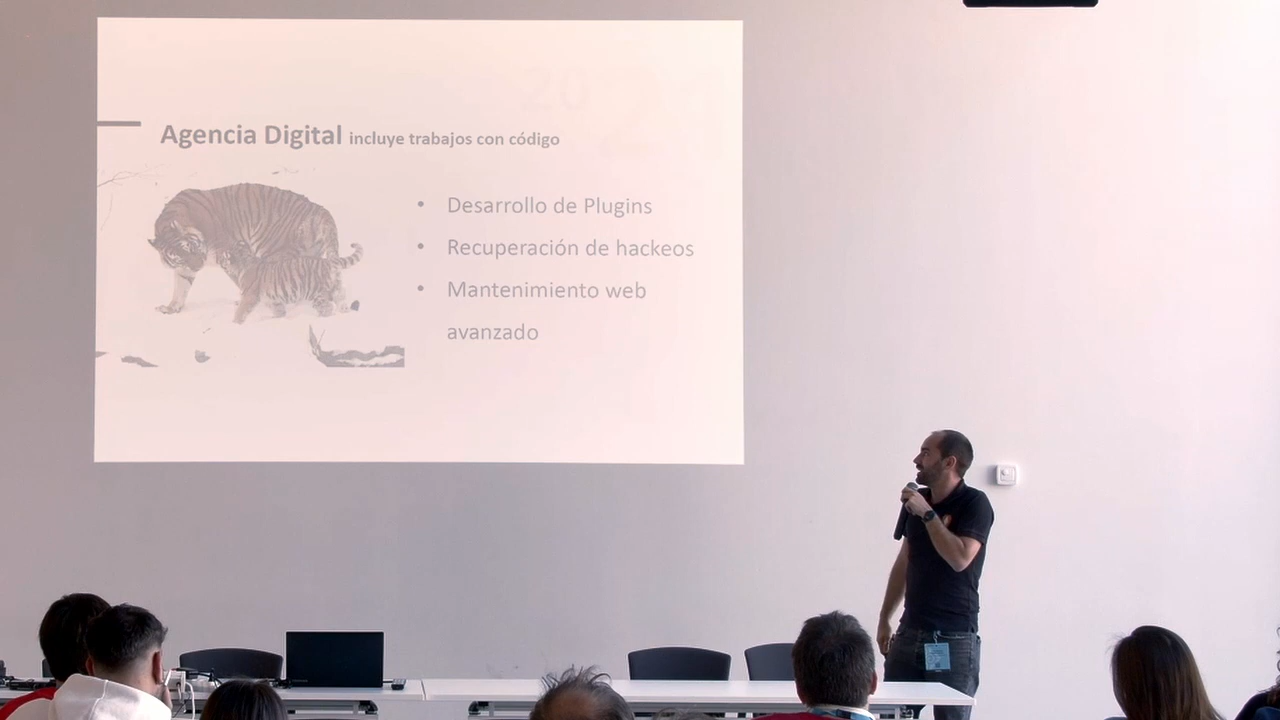 Agencia Digital incluye trabajos con código
• Desarrollo de Plugins
• Recuperación de hackeos
• Mantenimiento web
avanzado